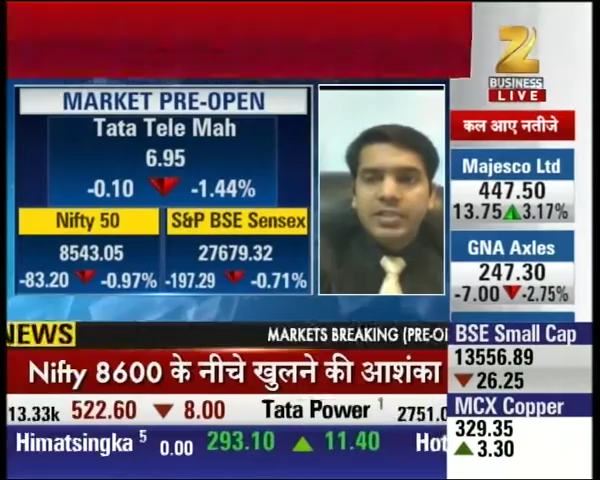 Z
BUSINESS
LIVE
MARKET PRE-OPEN
Tata Tele Mah
6.95
-0.10 -1.44%
Nifty 50 S&P BSE Sensex
8543.05 27679.32
-83.20 -0.97% -197.29 -0.71%
कल आए नतीजे
Majesco Ltd
447.50
13.75 3.17%
GNA Axles
247.30
-7.00 -2.75%
NEWS MARKETS BREAKING (PRE-O
Nifty 8600 के नीचे खुलने की आशंका
BSE Small Cap
13556.89
26.25
13.33k 522.60 8.00 Tata Power 1 2751.0
MCX Copper
329.35
3.30
Himatsingka 5 0.00 293.10 11.40 Hot